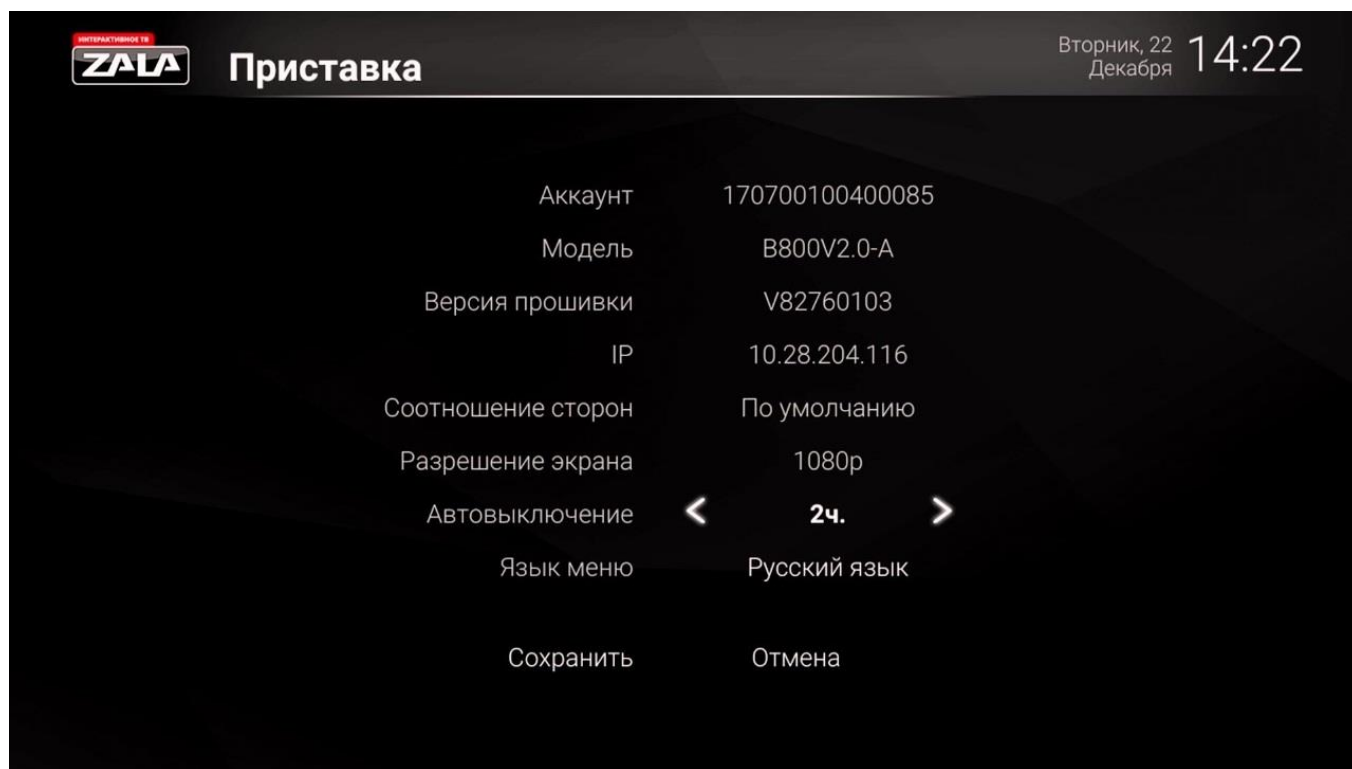 ИНТЕРАКТИВНОЕ ТВ
ZALA
Приставка
Вторник, 22
Декабря
14:22
Аккаунт 170700100400085
Модель B800V2.0-A
Версия прошивки V82760103
IP 10.28.204.116
Соотношение сторон По умолчанию
Разрешение экрана 1080p
Автовыключение < 2ч. >
Язык меню Русский язык
Сохранить Отмена